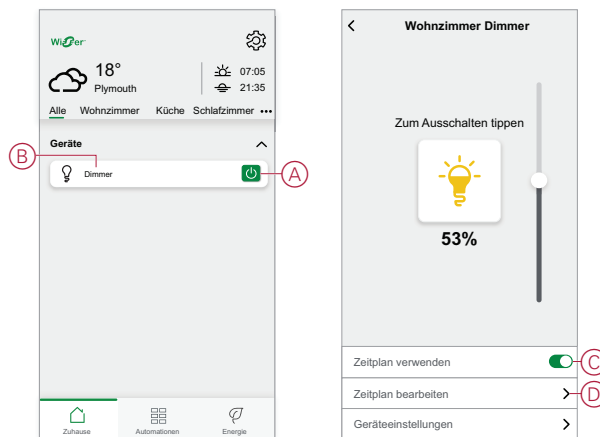 Wiser
18°
Plymouth
07:05
21:35
Alle Wohnzimmer Küche Schlafzimmer •••
Geräte
B
Dimmer
A
Zuhause Automationen Energie
Wohnzimmer Dimmer
Zum Ausschalten tippen
53%
Zeitplan verwenden
C
Zeitplan bearbeiten
D
Geräteeinstellungen